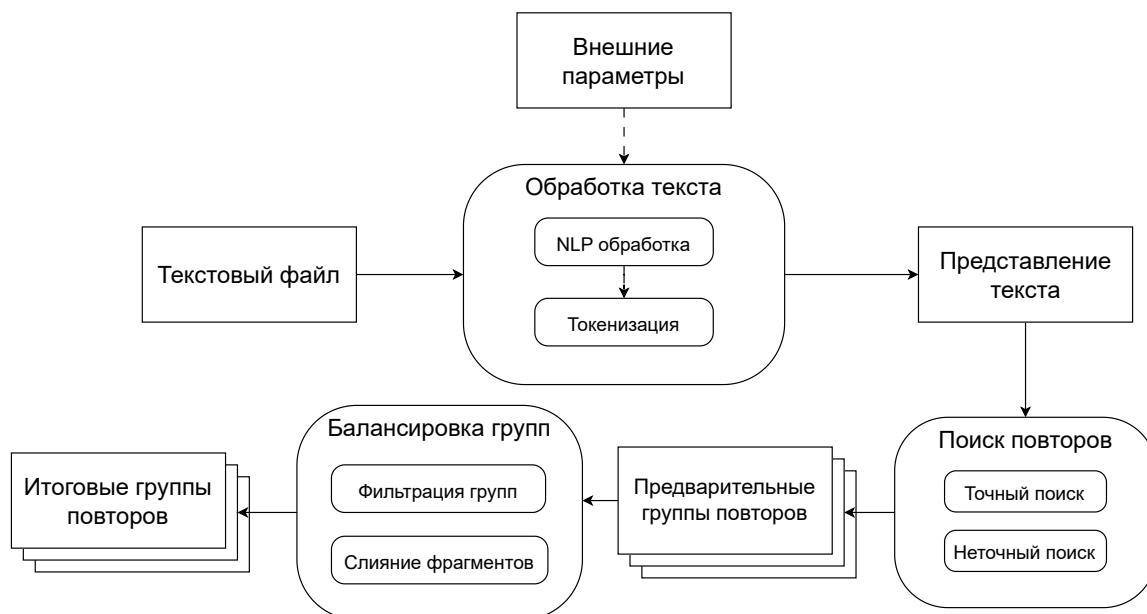 Внешние
параметры
Обработка текста
NLP обработка
Токенизация
Текстовый файл
Представление
текста
Поиск повторов
Точный поиск
Неточный поиск
Предварительные
группы повторов
Балансировка групп
Фильтрация групп
Слияние фрагментов
Итоговые группы
повторов